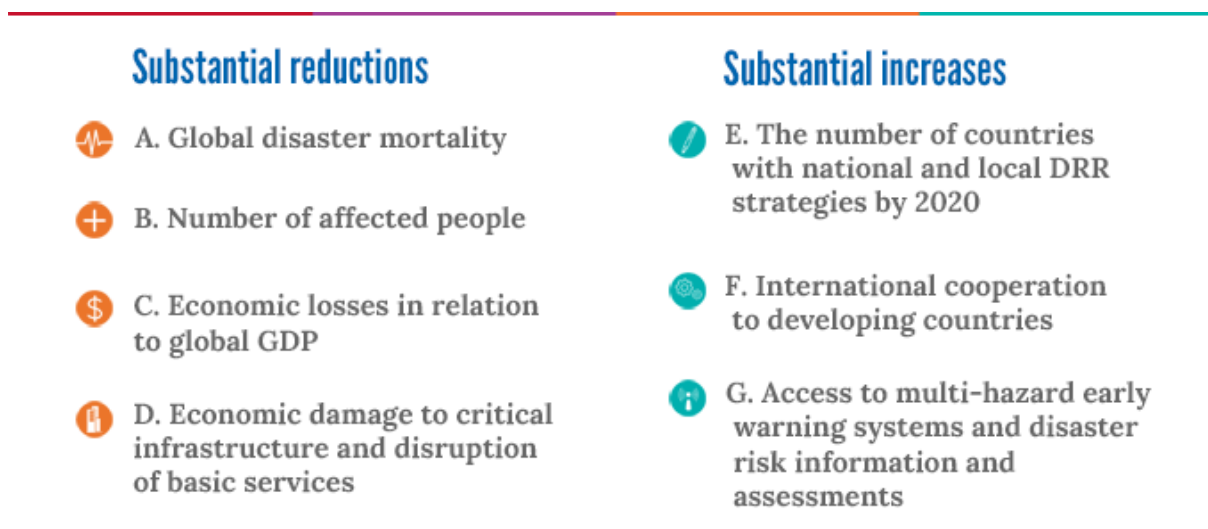 Substantial reductions
A. Global disaster mortality
B. Number of affected people
C. Economic losses in relation
to global GDP
D. Economic damage to critical
infrastructure and disruption
of basic services
Substantial increases
E. The number of countries
with national and local DRR
strategies by 2020
F. International cooperation
to developing countries
G. Access to multi-hazard early
warning systems and disaster
risk information and
assessments